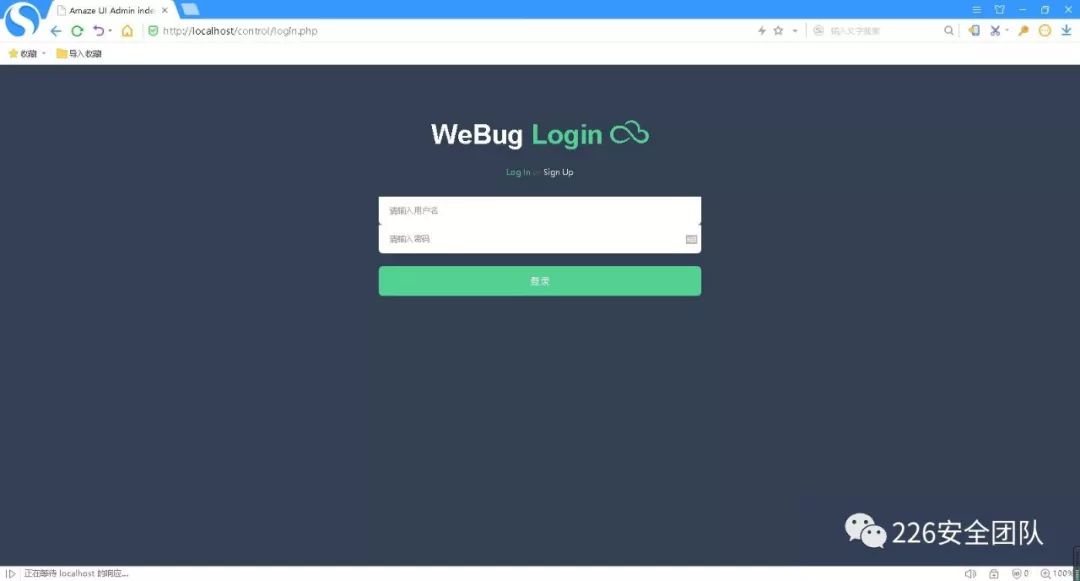 Amaze UI Admin inde
http://localhost/control/login.php
输入文字搜索
收藏 导入收藏
WeBug Login
Log In or Sign Up
请输入用户名
请输入密码
登录
226安全团队
正在等待 localhost 的响应...
0 100%